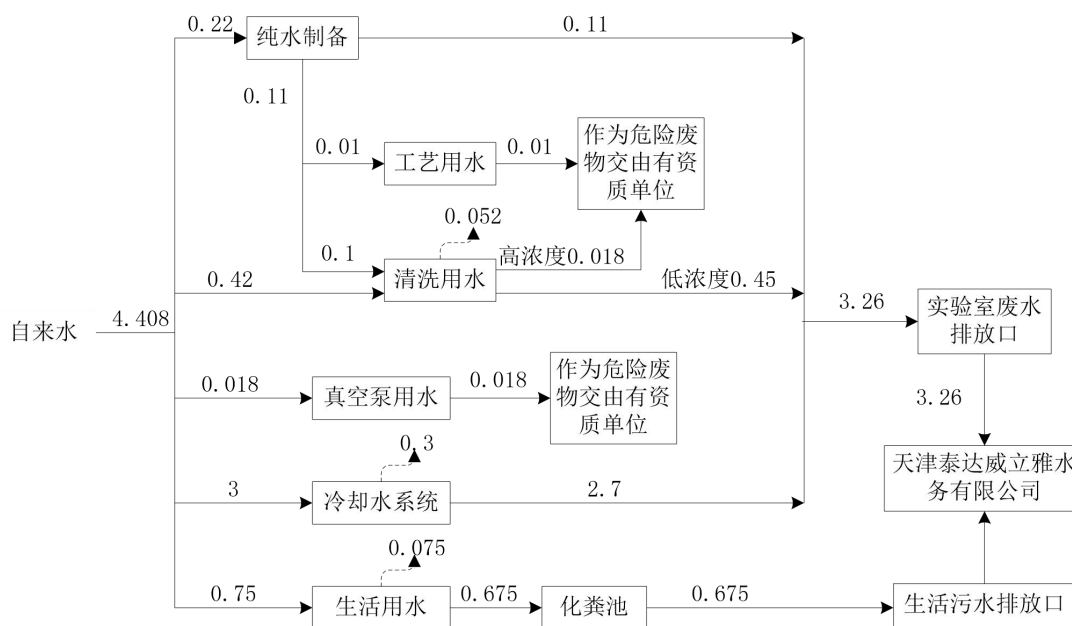 0.22
纯水制备
0.11
0.11
0.01
工艺用水
0.01
作为危险废
物交由有资
质单位
0.052
0.1
清洗用水
高浓度0.018
0.42
低浓度0.45
自来水
4.408
3.26
实验室废水
排放口
0.018
真空泵用水
0.018
作为危险废
物交由有资
质单位
3.26
0.3
3
冷却水系统
2.7
天津泰达威立雅水
务有限公司
0.075
0.75
生活用水
0.675
化粪池
0.675
生活污水排放口